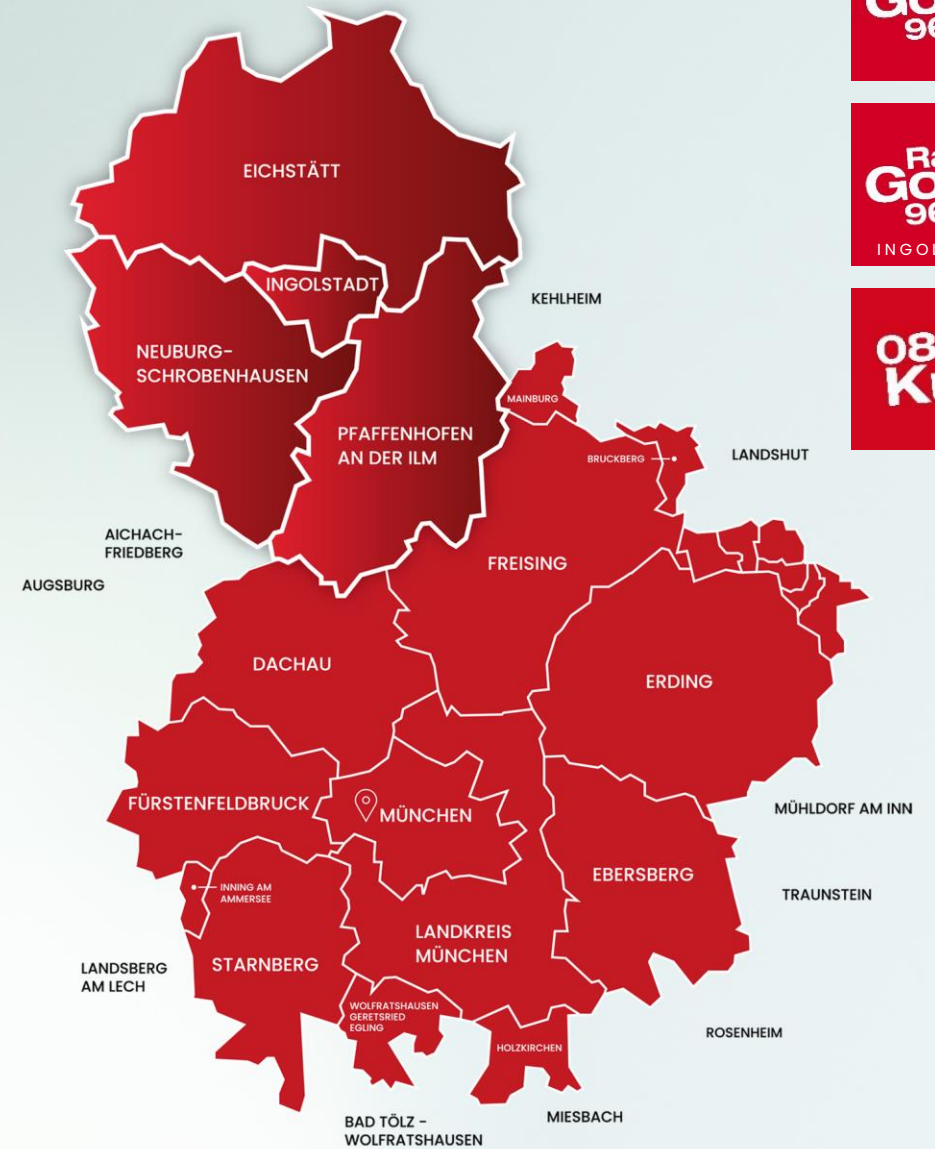 EICHSTÄTT
INGOLSTADT
KEHLHEIM
NEUBURG-
SCHROBENHAUSEN
MAINBURG
PFAFFENHOFEN
AN DER ILM
BRUCKBERG
LANDSHUT
AICHACH-
FRIEDBERG
FREISING
AUGSBURG
DACHAU
ERDING
FÜRSTENFELDBRUCK
MÜNCHEN
MÜHLDORF AM INN
EBERSBERG
INNING AM
AMMERSEE
TRAUNSTEIN
LANDKREIS
MÜNCHEN
STARNBERG
LANDSBERG
AM LECH
WOLFRATSHAUSEN
GERETSRIED
EGLING
HOLZKIRCHEN
ROSENHEIM
MIESBACH
BAD TÖLZ -
WOLFRATSHAUSEN